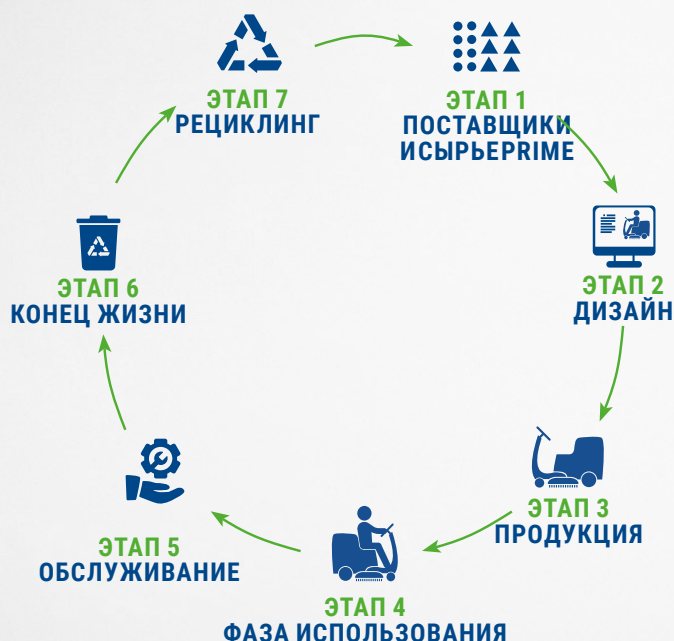 ЭТАП 7
РЕЦИКЛИНГ
ЭТАП 1
ПОСТАВЩИКИ
ИСЫРЬЕPRIME
ЭТАП 2
ДИЗАЙН
ЭТАП 3
ПРОДУКЦИЯ
ЭТАП 4
ФАЗА ИСПОЛЬЗОВАНИЯ
ЭТАП 5
ОБСЛУЖИВАНИЕ
ЭТАП 6
КОНЕЦ ЖИЗНИ